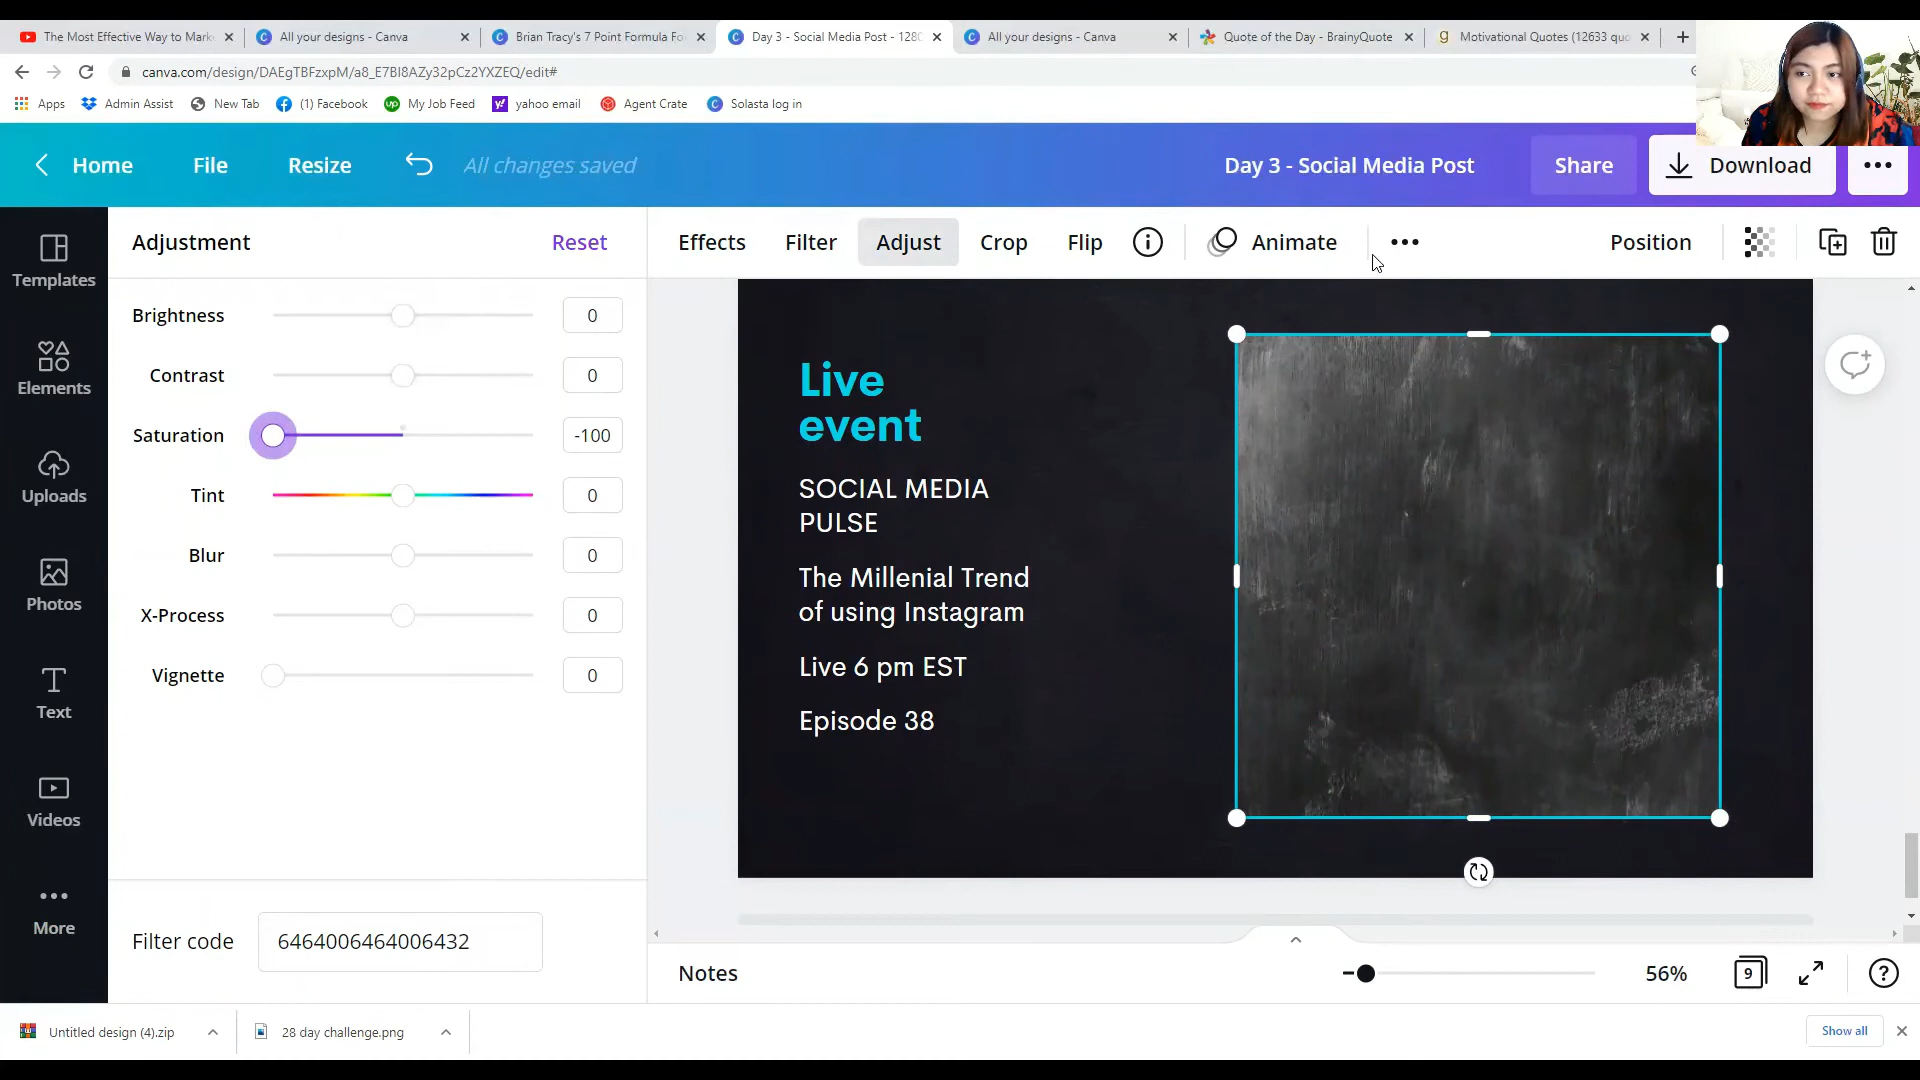 The Most Effective Way to Mark
All your designs - Canva
Brian Tracy's 7 Point Formula Fo
Day 3 - Social Media Post - 1280
All your designs - Canva
Quote of the Day - BrainyQuote
Motivational Quotes (12633 quo
canva.com/design/DAEgTBFzxpM/a8_E7BI8AZy32pCz2YXZEQ/edit#
Apps
Admin Assist
New Tab
(1) Facebook
My Job Feed
yahoo email
Agent Crate
Solasta log in
Home
File
Resize
All changes saved
Day 3 - Social Media Post
Share
Download
Templates
Elements
Uploads
Photos
Text
Videos
More
Adjustment
Reset
Brightness 0
Contrast 0
Saturation -100
Tint 0
Blur 0
X-Process 0
Vignette 0
Filter code 6464006464006432
Effects
Filter
Adjust
Crop
Flip
Animate
Position
Live
event
SOCIAL MEDIA
PULSE
The Millenial Trend
of using Instagram
Live 6 pm EST
Episode 38
Notes
56%
9
Untitled design (4).zip
28 day challenge.png
Show all